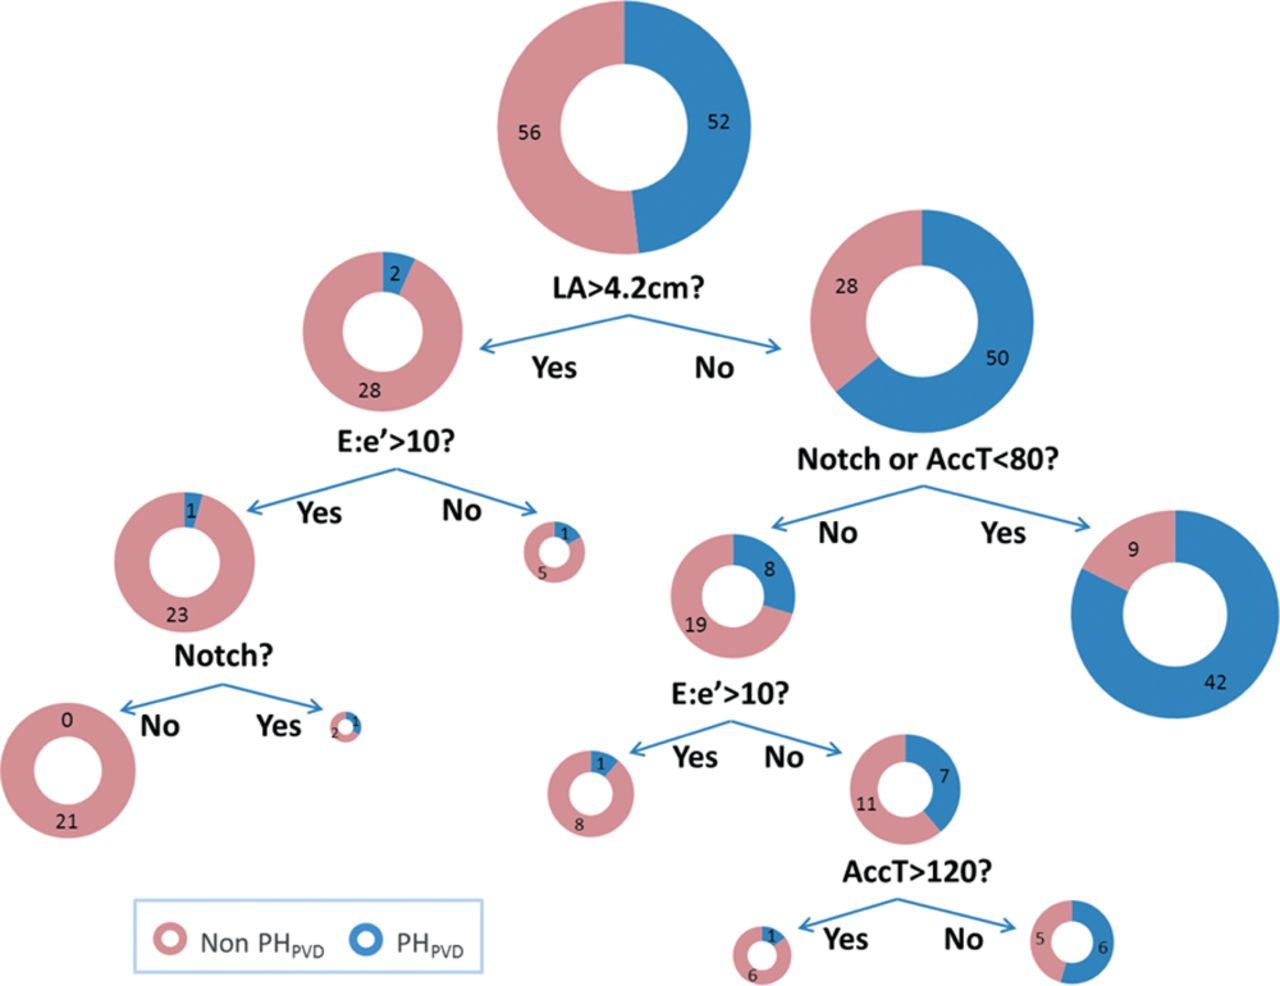 56
52
LA>4.2cm?
Yes
No
2
28
E:e’>10?
28
50
Notch or AccT<80?
Yes
No
No
Yes
1
23
Notch?
1
5
8
19
E:e’>10?
9
42
No
Yes
0
21
1
2
Yes
No
1
8
7
11
AccT>120?
Yes
No
1
6
5
6
Non PHPVD
PHPVD